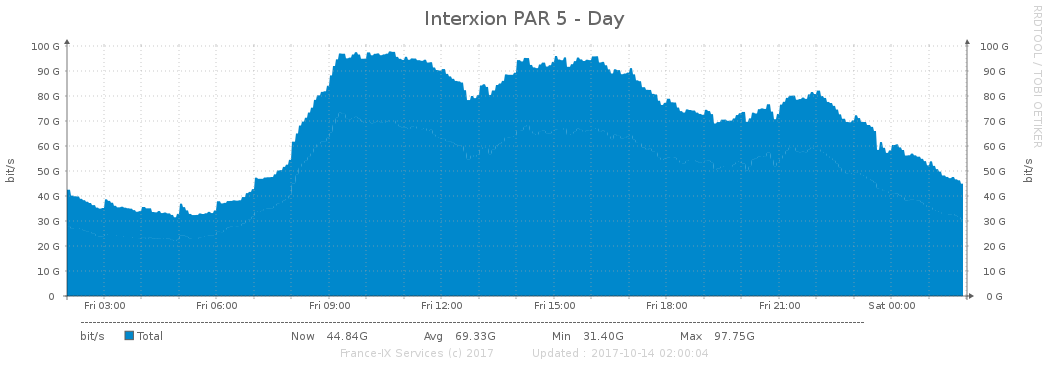 Interxion PAR 5 - Day
RRDTOOL / TOBI OETIKER
bit/s
bit/s
100 G 100 G
90 G 90 G
80 G 80 G
70 G 70 G
60 G 60 G
50 G 50 G
40 G 40 G
30 G 30 G
20 G 20 G
10 G 10 G
0 0 G
Fri 03:00 Fri 06:00 Fri 09:00 Fri 12:00 Fri 15:00 Fri 18:00 Fri 21:00 Sat 00:00
bit/s Total Now 44.84G Avg 69.33G Min 31.40G Max 97.75G
France-IX Services (c) 2017 Updated : 2017-10-14 02:00:04